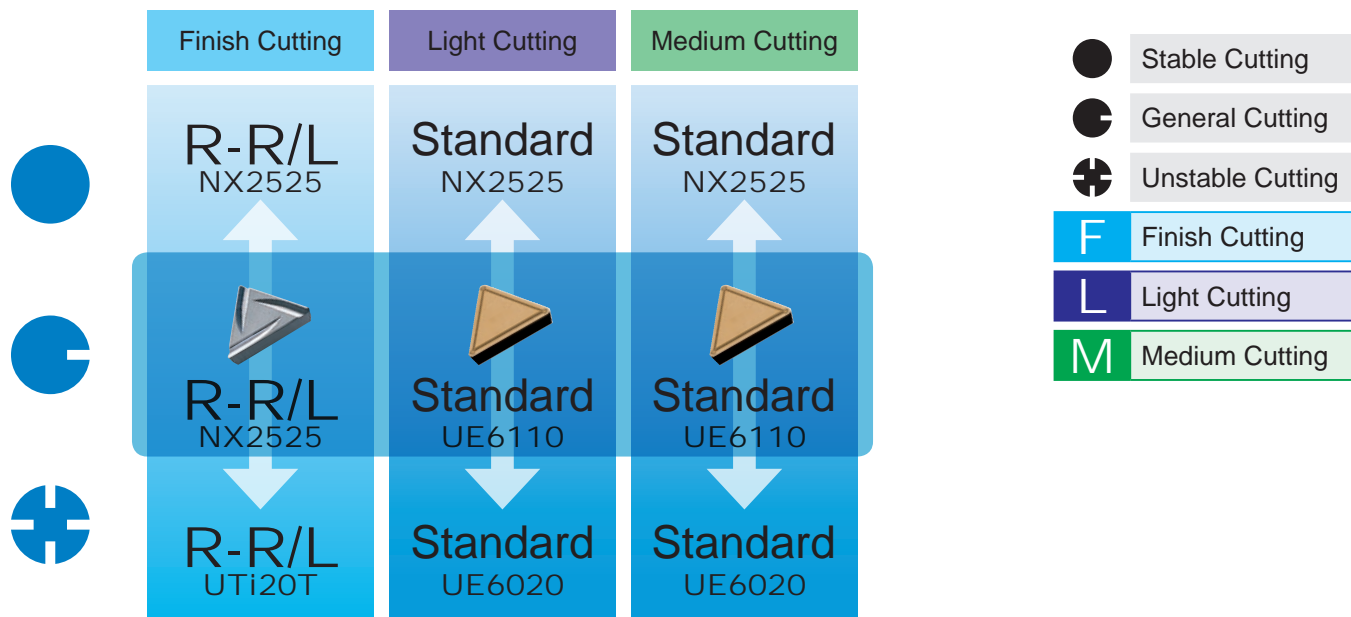 Finish Cutting
Light Cutting
Medium Cutting
R-R/L
NX2525
Standard
NX2525
Standard
NX2525
R-R/L
NX2525
Standard
UE6110
Standard
UE6110
R-R/L
UTi20T
Standard
UE6020
Standard
UE6020
Stable Cutting
General Cutting
Unstable Cutting
F Finish Cutting
L Light Cutting
M Medium Cutting